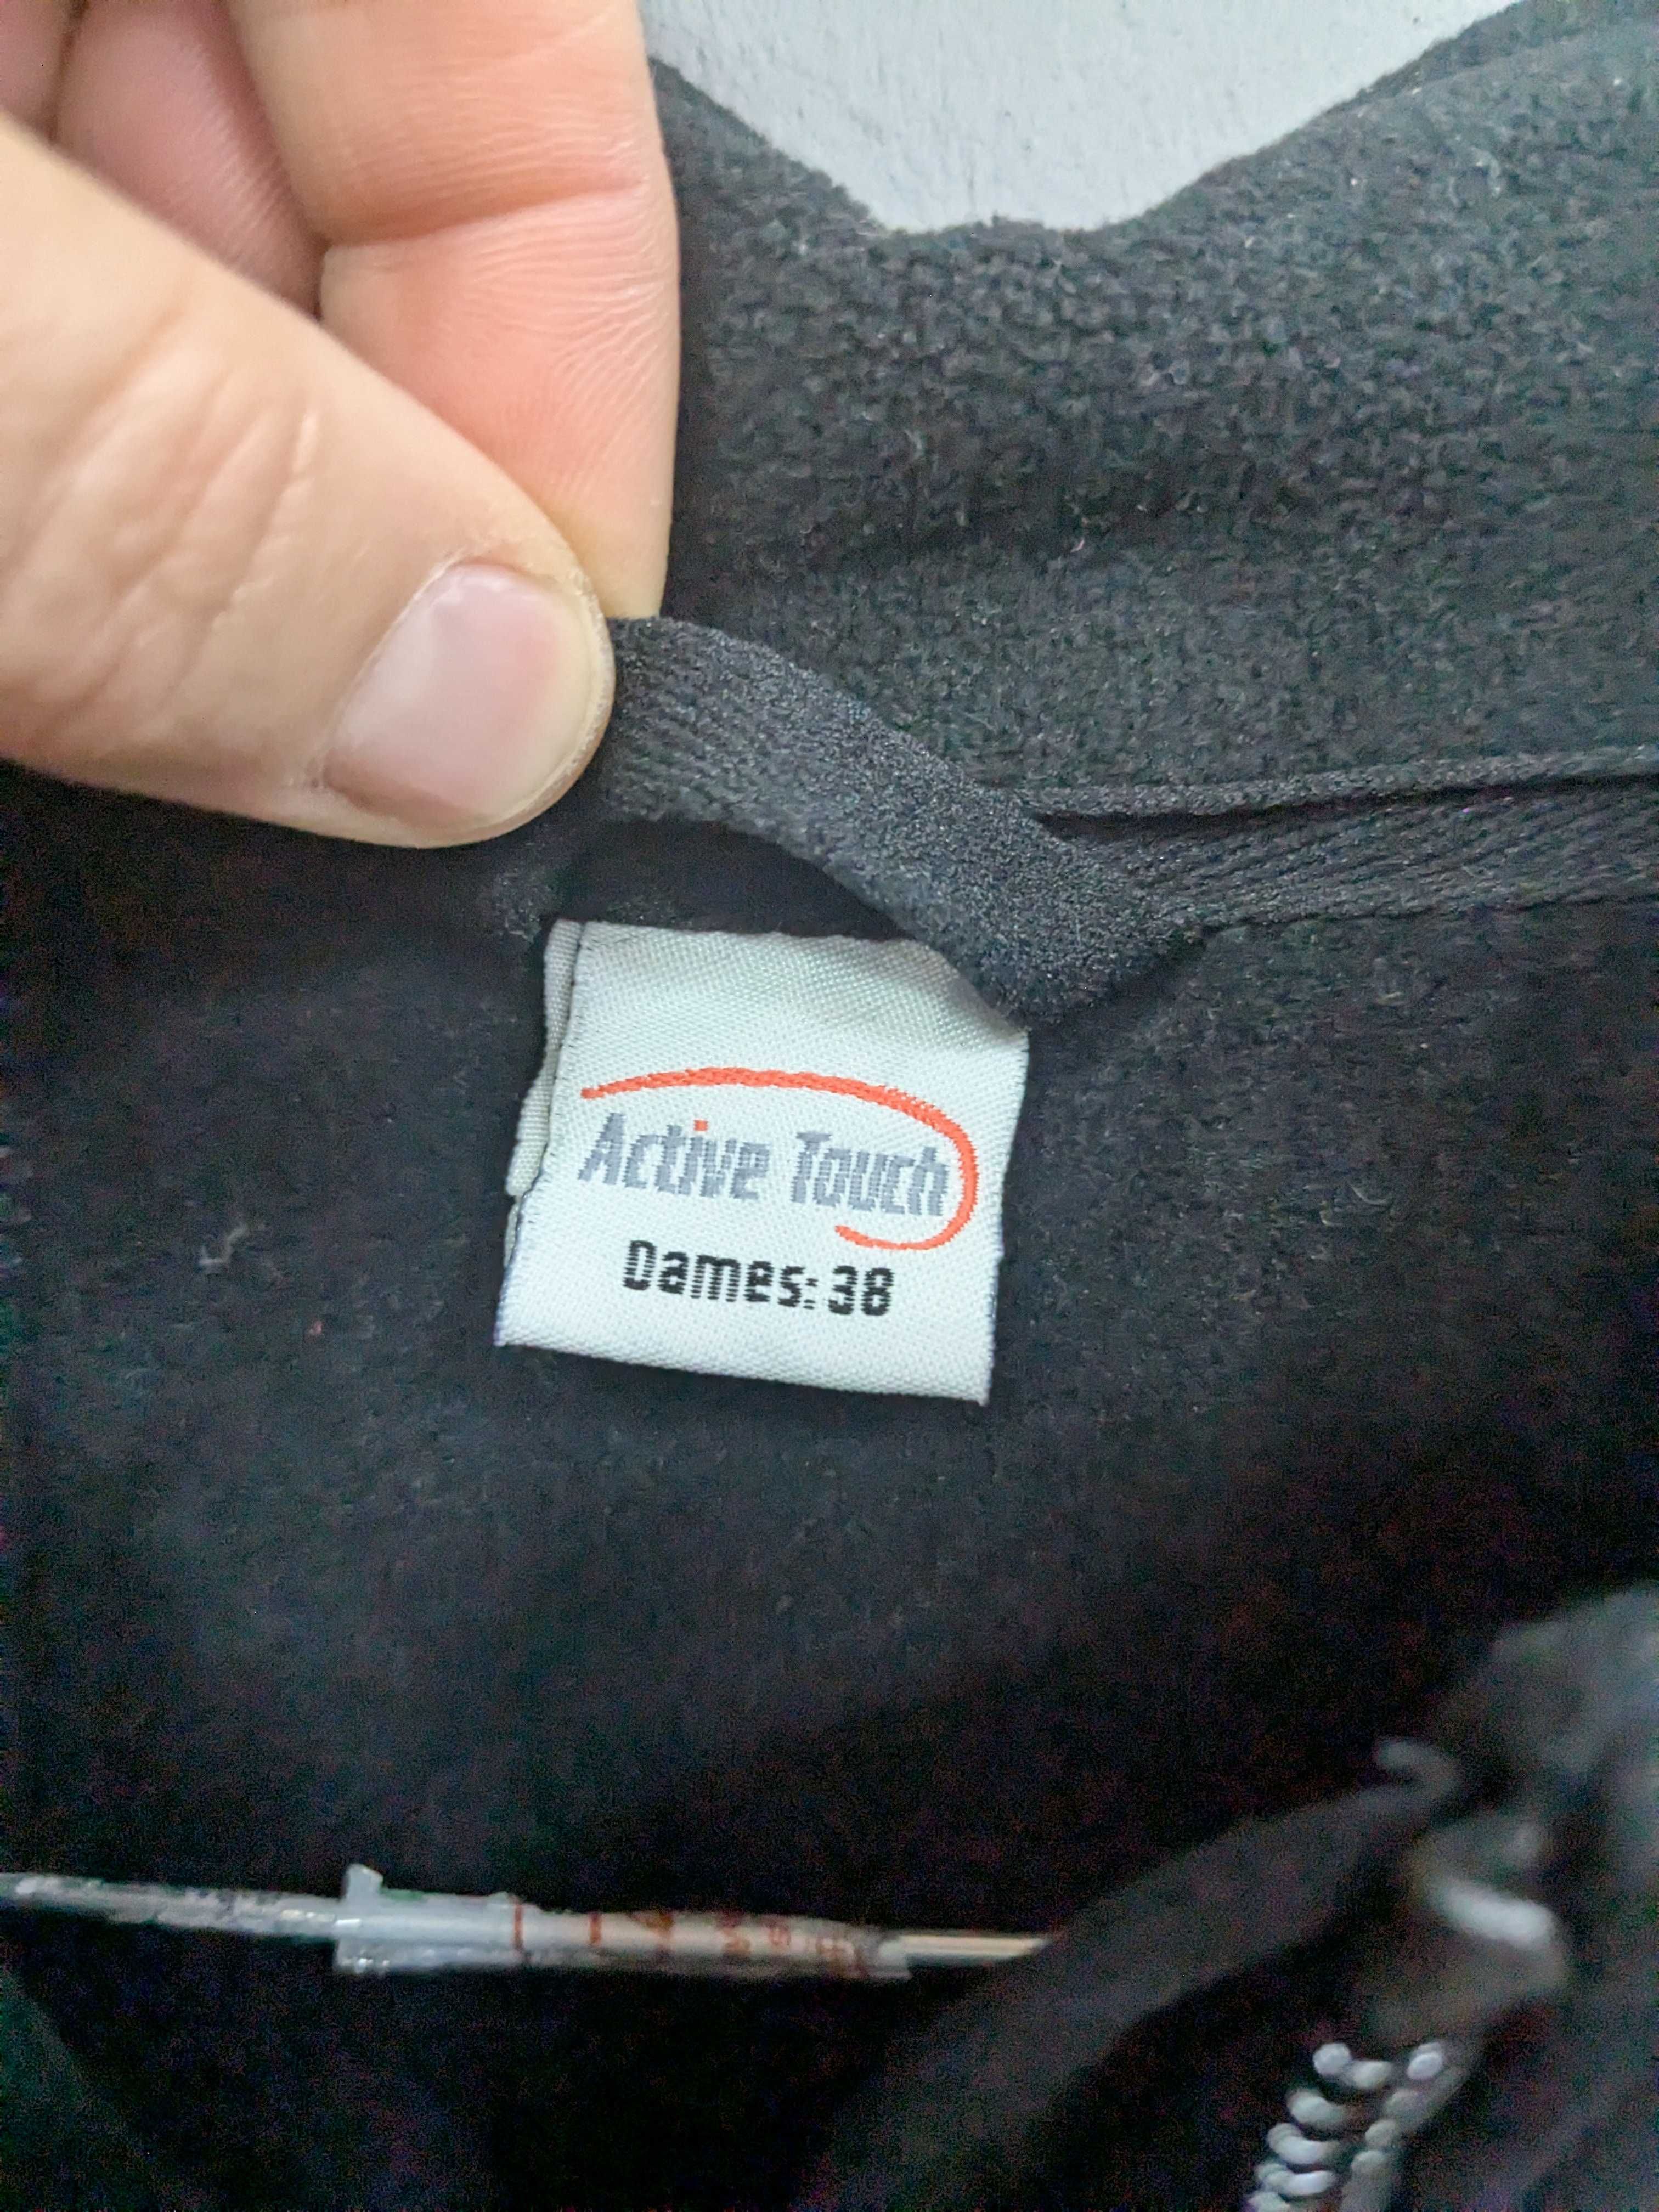 Active Touch
Dames: 38